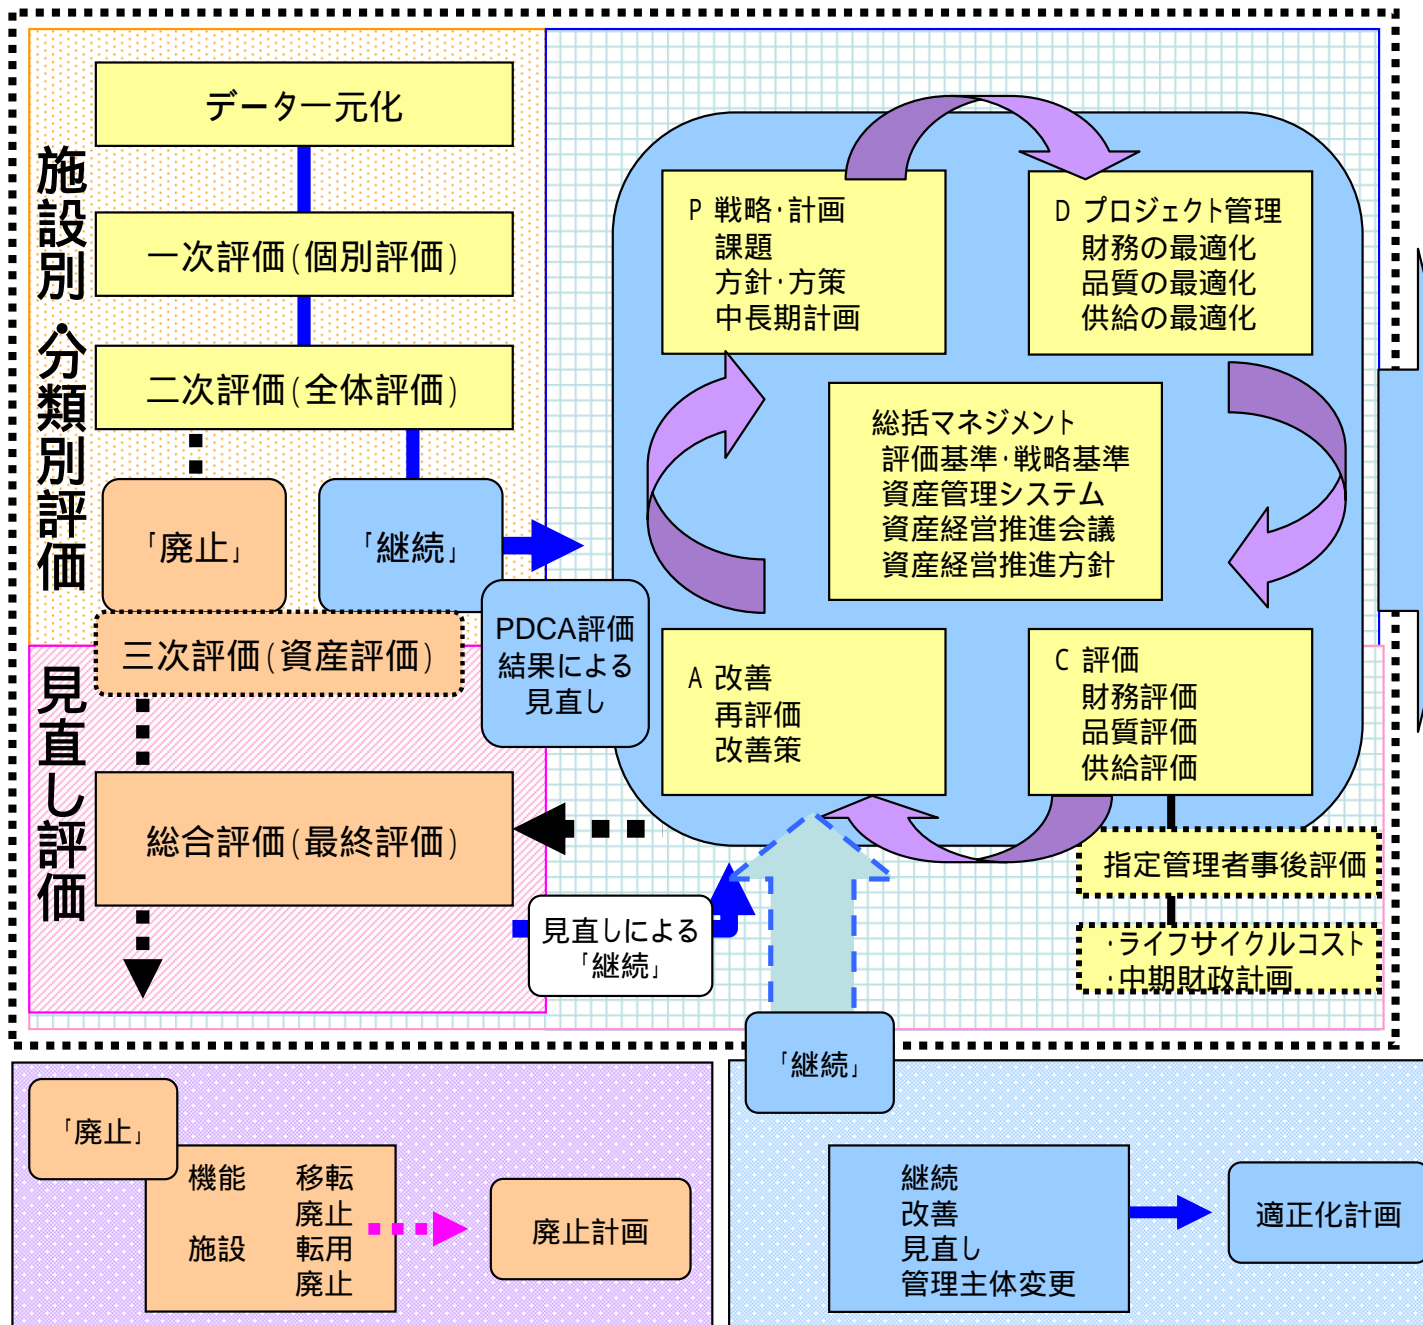 施設別・分類別評価
データ一元化
一次評価(個別評価)
二次評価(全体評価)
「廃止」
「継続」
三次評価(資産評価)
PDCA評価
結果による
見直し
見直し評価
総合評価(最終評価)
見直しによる
「継続」
P 戦略・計画
課題
方針・方策
中長期計画
D プロジェクト管理
財務の最適化
品質の最適化
供給の最適化
総括マネジメント
評価基準・戦略基準
資産管理システム
資産経営推進会議
資産経営推進方針
A 改善
再評価
改善策
C 評価
財務評価
品質評価
供給評価
指定管理者事後評価
・ライフサイクルコスト
・中期財政計画
「継続」
「廃止」
機能 移転
廃止
施設 転用
廃止
廃止計画
継続
改善
見直し
管理主体変更
適正化計画